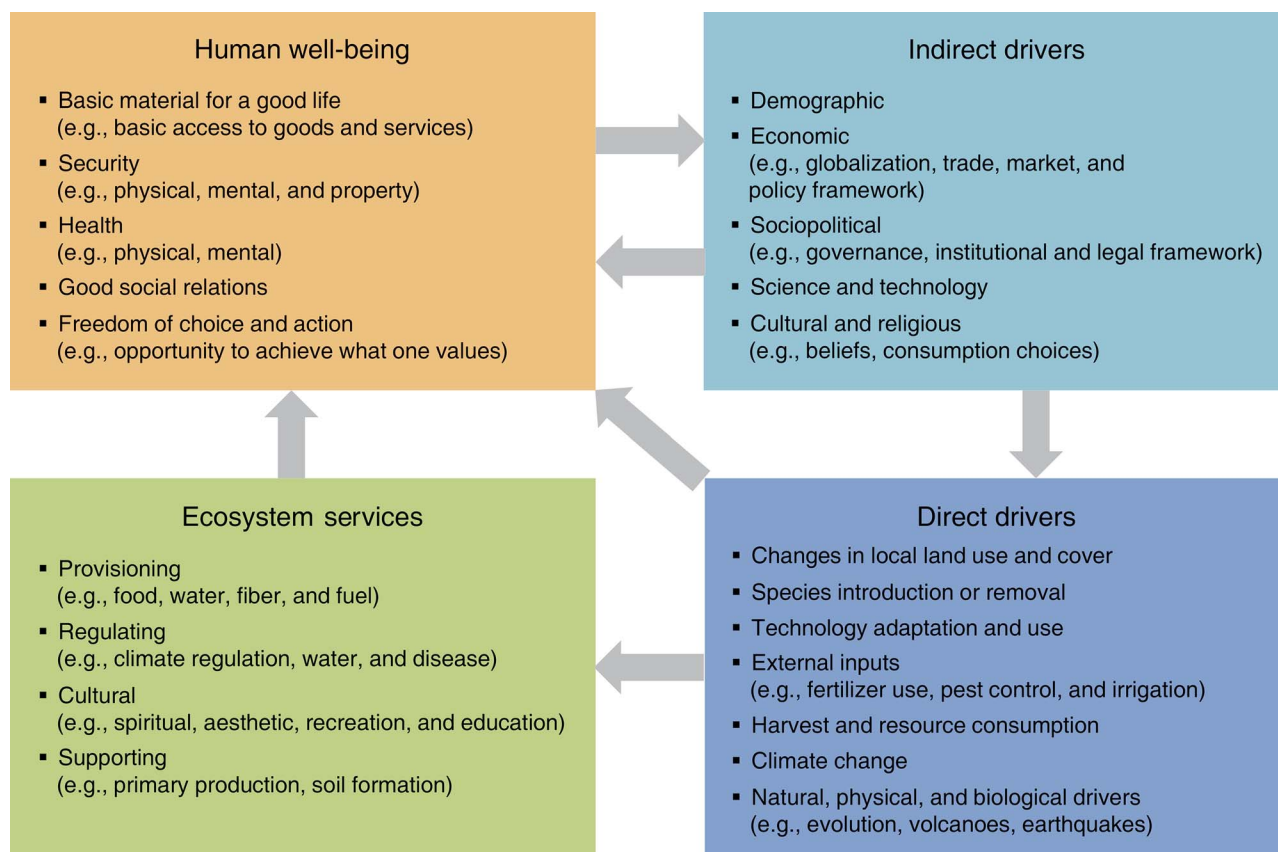 Human well-being
▪ Basic material for a good life
(e.g., basic access to goods and services)
▪ Security
(e.g., physical, mental, and property)
▪ Health
(e.g., physical, mental)
▪ Good social relations
▪ Freedom of choice and action
(e.g., opportunity to achieve what one values)
Indirect drivers
▪ Demographic
▪ Economic
(e.g., globalization, trade, market, and
policy framework)
▪ Sociopolitical
(e.g., governance, institutional and legal framework)
▪ Science and technology
▪ Cultural and religious
(e.g., beliefs, consumption choices)
Ecosystem services
▪ Provisioning
(e.g., food, water, fiber, and fuel)
▪ Regulating
(e.g., climate regulation, water, and disease)
▪ Cultural
(e.g., spiritual, aesthetic, recreation, and education)
▪ Supporting
(e.g., primary production, soil formation)
Direct drivers
▪ Changes in local land use and cover
▪ Species introduction or removal
▪ Technology adaptation and use
▪ External inputs
(e.g., fertilizer use, pest control, and irrigation)
▪ Harvest and resource consumption
▪ Climate change
▪ Natural, physical, and biological drivers
(e.g., evolution, volcanoes, earthquakes)